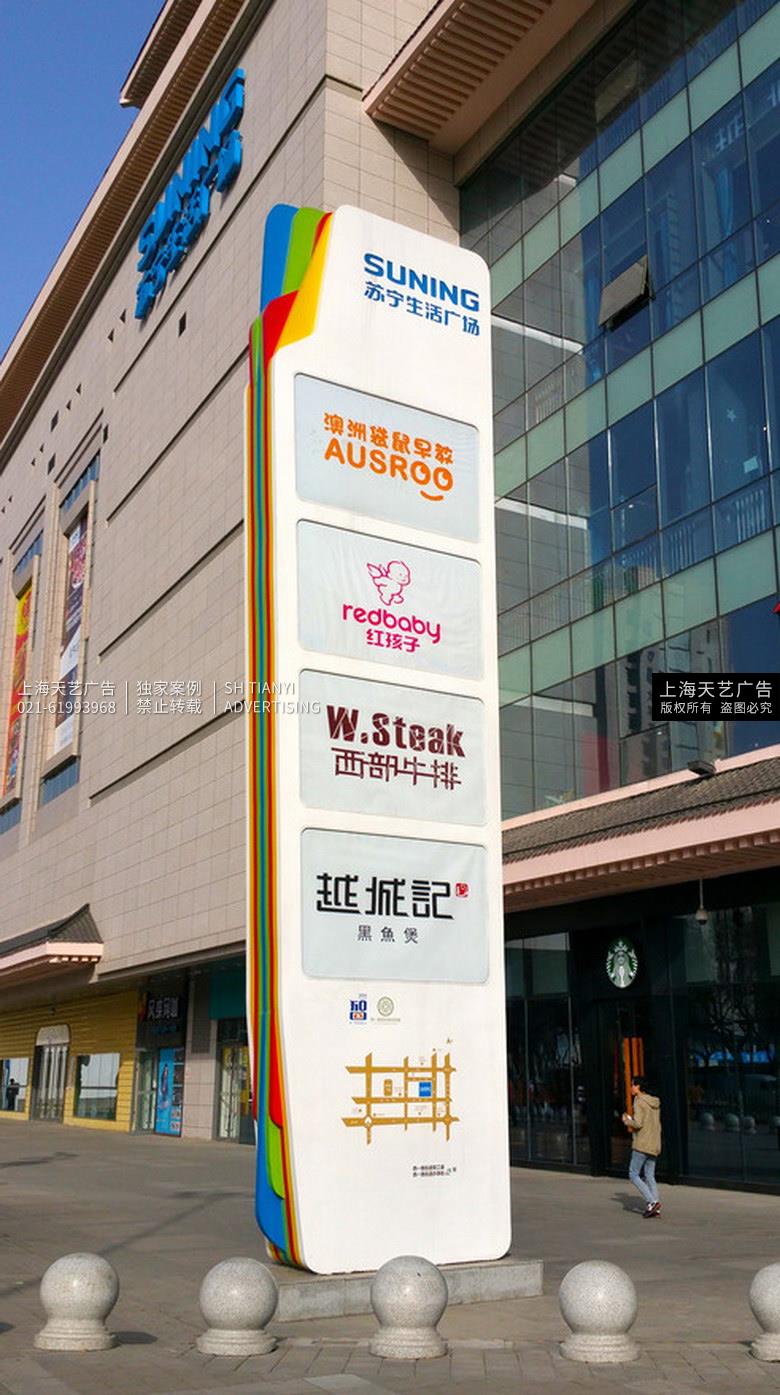 SUNING
SUNING
苏宁生活广场
澳洲袋鼠早教
AUSROO
redbaby
红孩子
上海天艺广告 | 独家案例 | SH TIANYI
021-61993968 | 禁止转载 | ADVERTISING
上海天艺广告
版权所有 盗图必究
W.Steak
西部牛排
越城記
黑魚煲